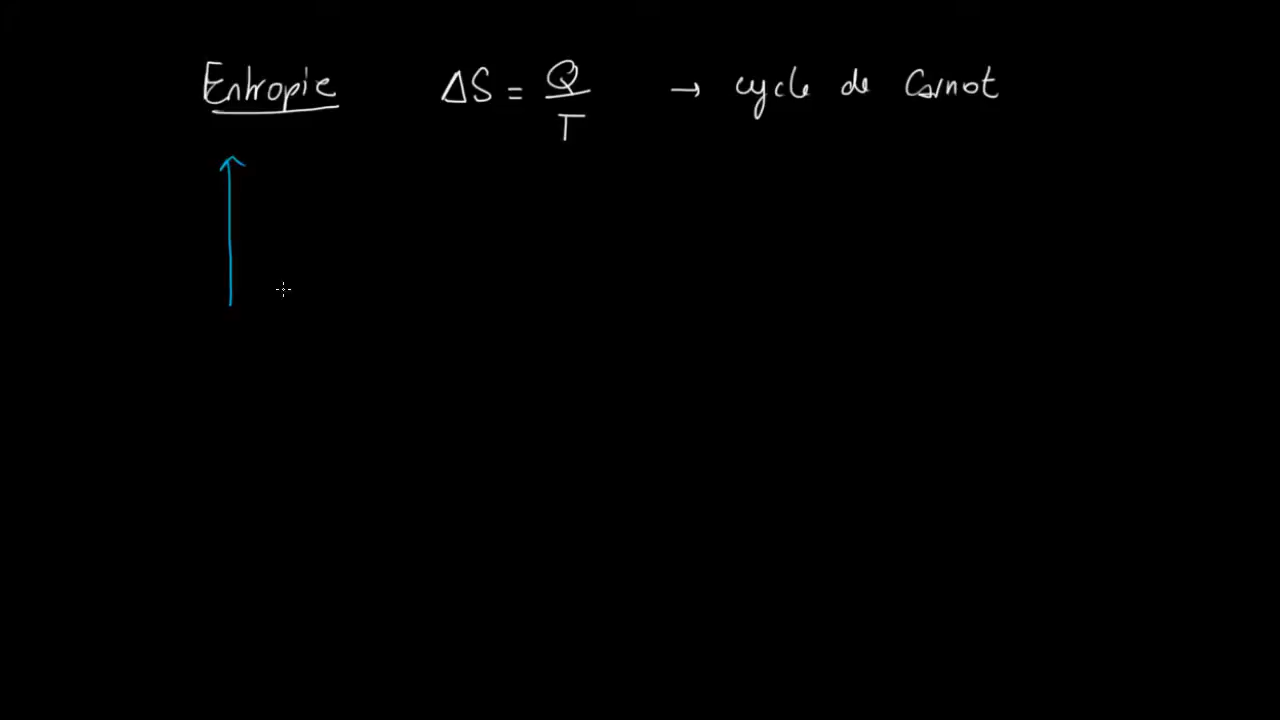 Entropie ΔS = Q/T → cycle de Carnot